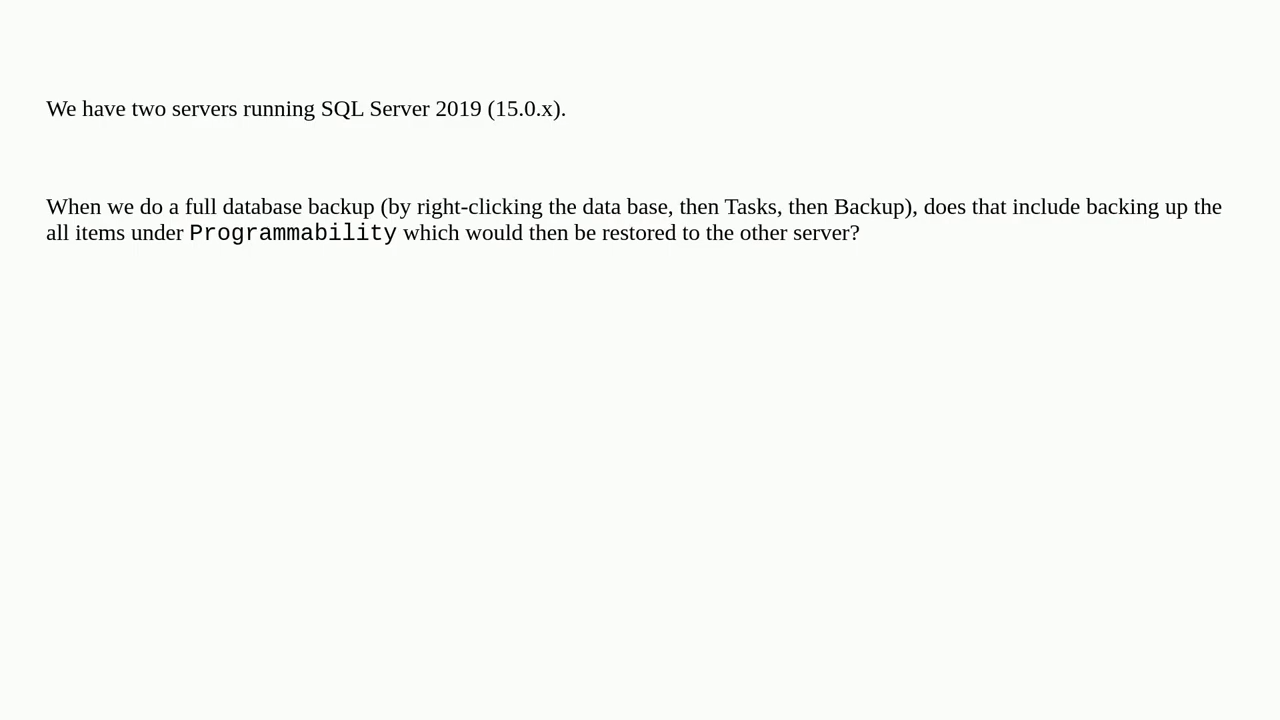 We have two servers running SQL Server 2019 (15.0.x).
When we do a full database backup (by right-clicking the data base, then Tasks, then Backup), does that include backing up the
all items under Programmability which would then be restored to the other server?